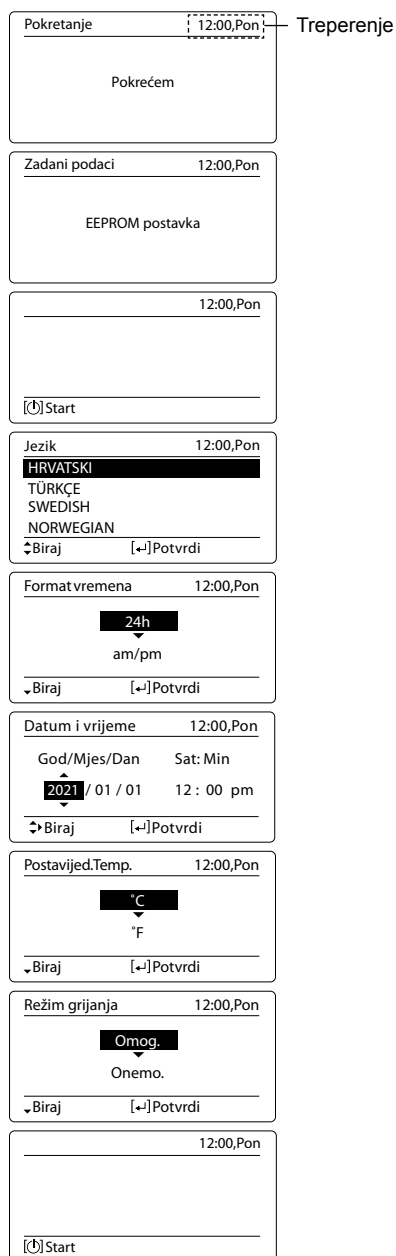 Pokretanje 12:00,Pon Treperenje
Pokrećem
Zadani podaci 12:00,Pon
EEPROM postavka
12:00,Pon
[⏻]Start
Jezik 12:00,Pon
HRVATSKI
TÜRKÇE
SWEDISH
NORWEGIAN
Biraj [↵]Potvrdi
Format vremena 12:00,Pon
24h
am/pm
Biraj [↵]Potvrdi
Datum i vrijeme 12:00,Pon
God/Mjes/Dan Sat: Min
2021 / 01 / 01 12 : 00 pm
Biraj [↵]Potvrdi
Postavijed.Temp. 12:00,Pon
˚C
˚F
Biraj [↵]Potvrdi
Režim grijanja 12:00,Pon
Omog.
Onemo.
Biraj [↵]Potvrdi
12:00,Pon
[⏻]Start